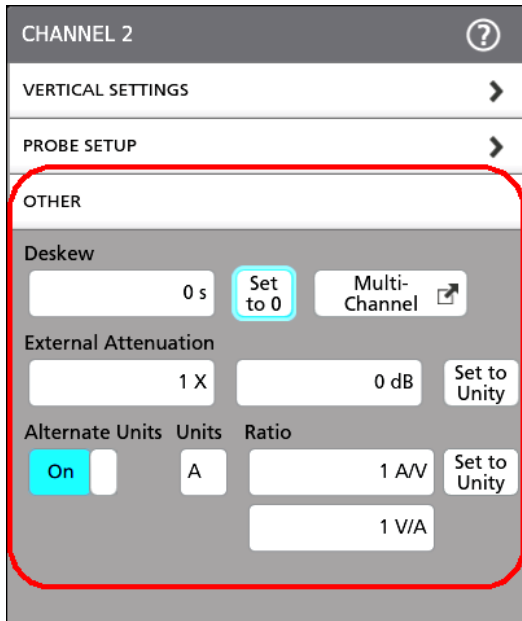 CHANNEL 2 ?
VERTICAL SETTINGS
PROBE SETUP
OTHER
Deskew
0 s Set to 0 Multi-Channel
External Attenuation
1 X 0 dB Set to Unity
Alternate Units Units Ratio
On A 1 A/V Set to Unity
1 V/A